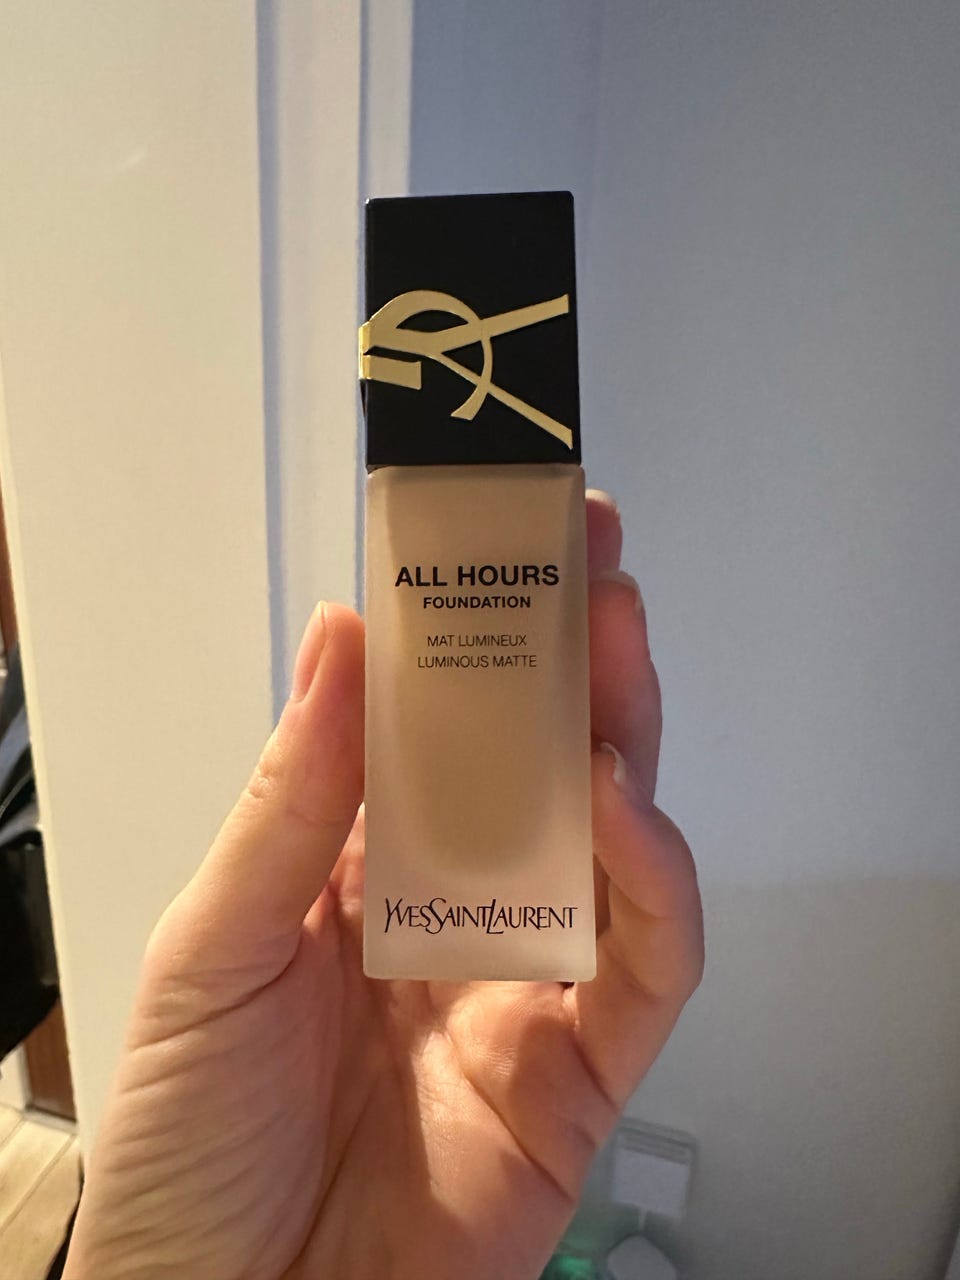 ALL HOURS
FOUNDATION
MAT LUMINEUX
LUMINOUS MATTE
YVESSAINTLAURENT